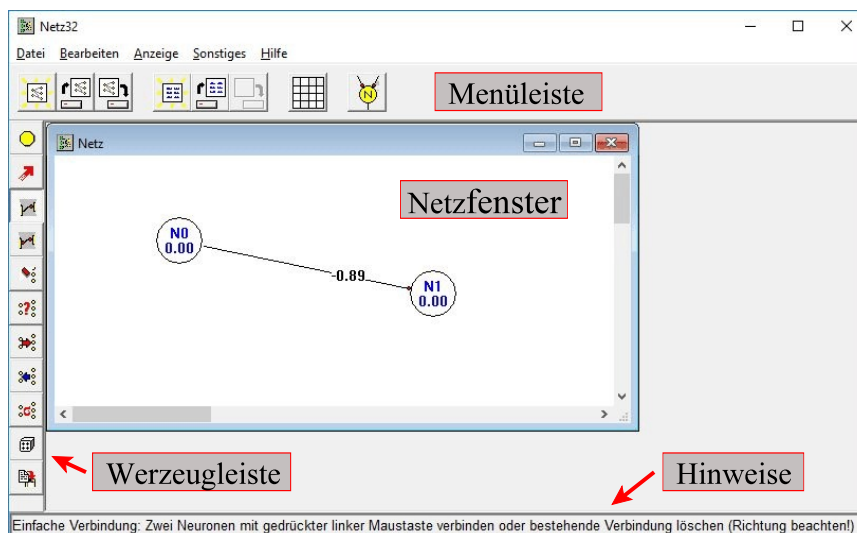 Netz32
Datei Bearbeiten Anzeige Sonstiges Hilfe
N
Menüleiste
Netz
Netzfenster
N0
0.00
-0.89
N1
0.00
?
C
Werzeugleiste
Hinweise
Einfache Verbindung: Zwei Neuronen mit gedrückter linker Maustaste verbinden oder bestehende Verbindung löschen (Richtung beachten!)